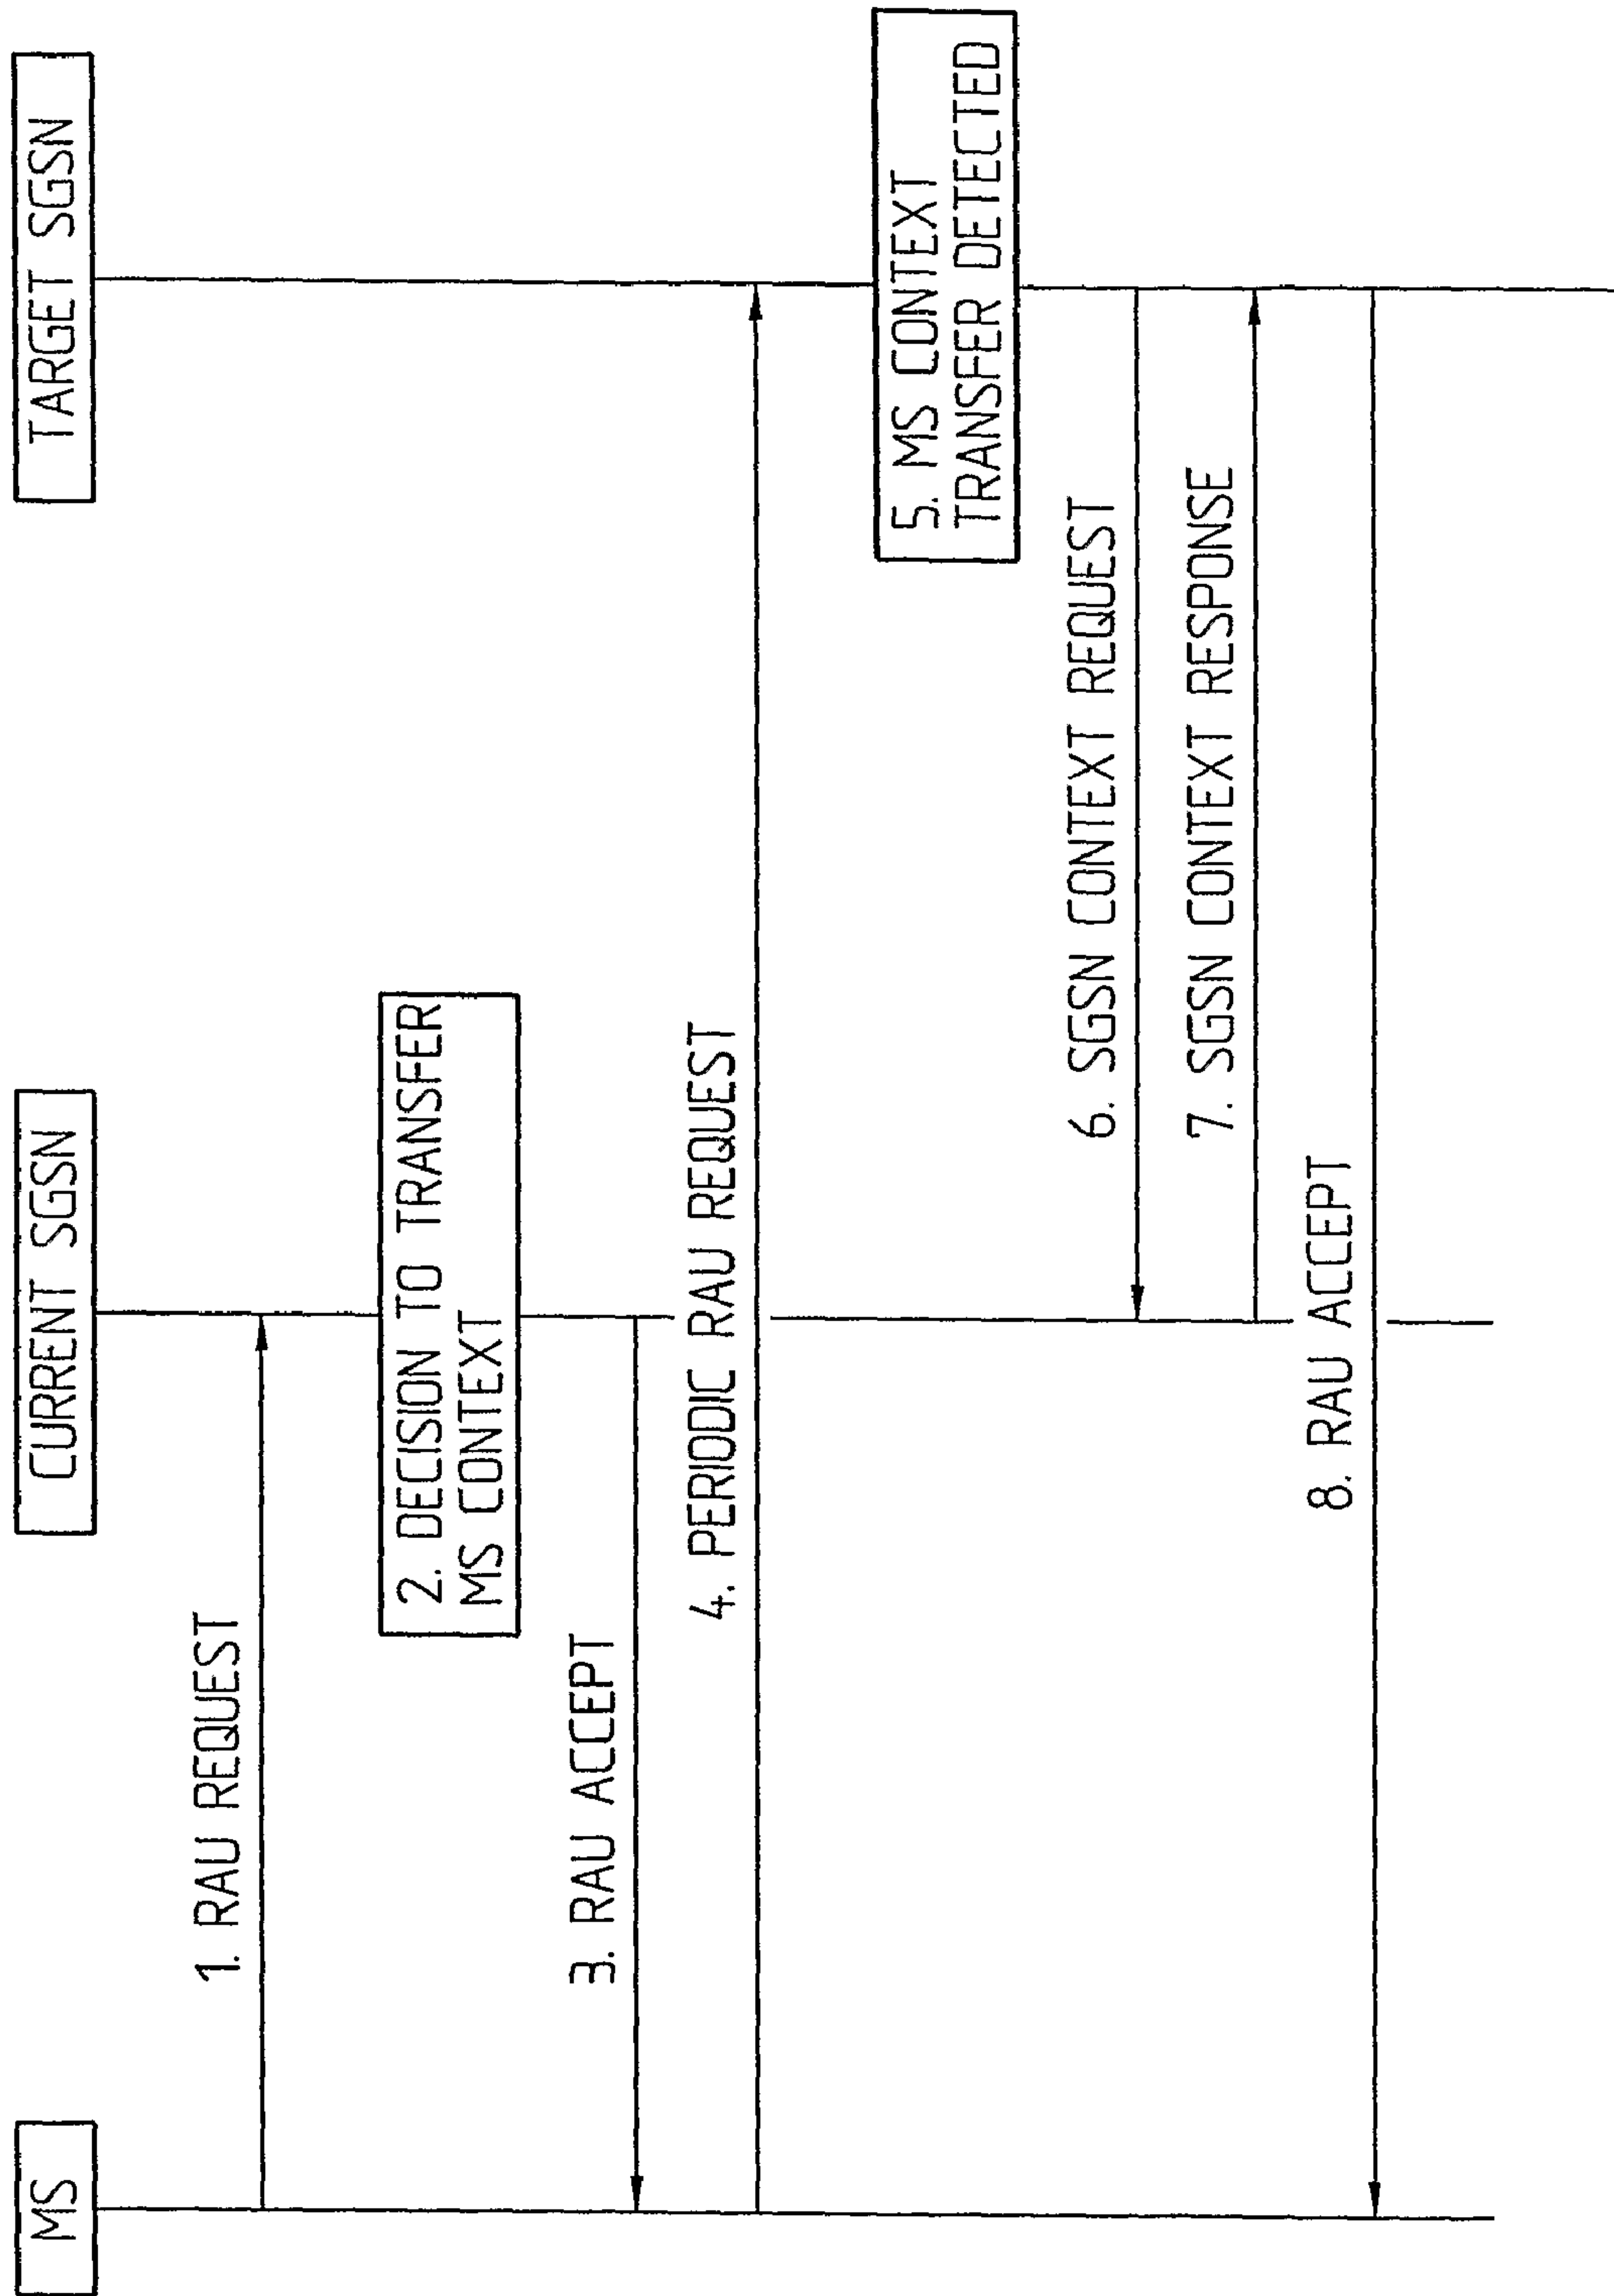 MS
CURRENT SGSN
TARGET SGSN
1. RAU REQUEST
2. DECISION TO TRANSFER
MS CONTEXT
3. RAU ACCEPT
4. PERIODIC RAU REQUEST
5. MS CONTEXT
TRANSFER DETECTED
6. SGSN CONTEXT REQUEST
7. SGSN CONTEXT RESPONSE
8. RAU ACCEPT